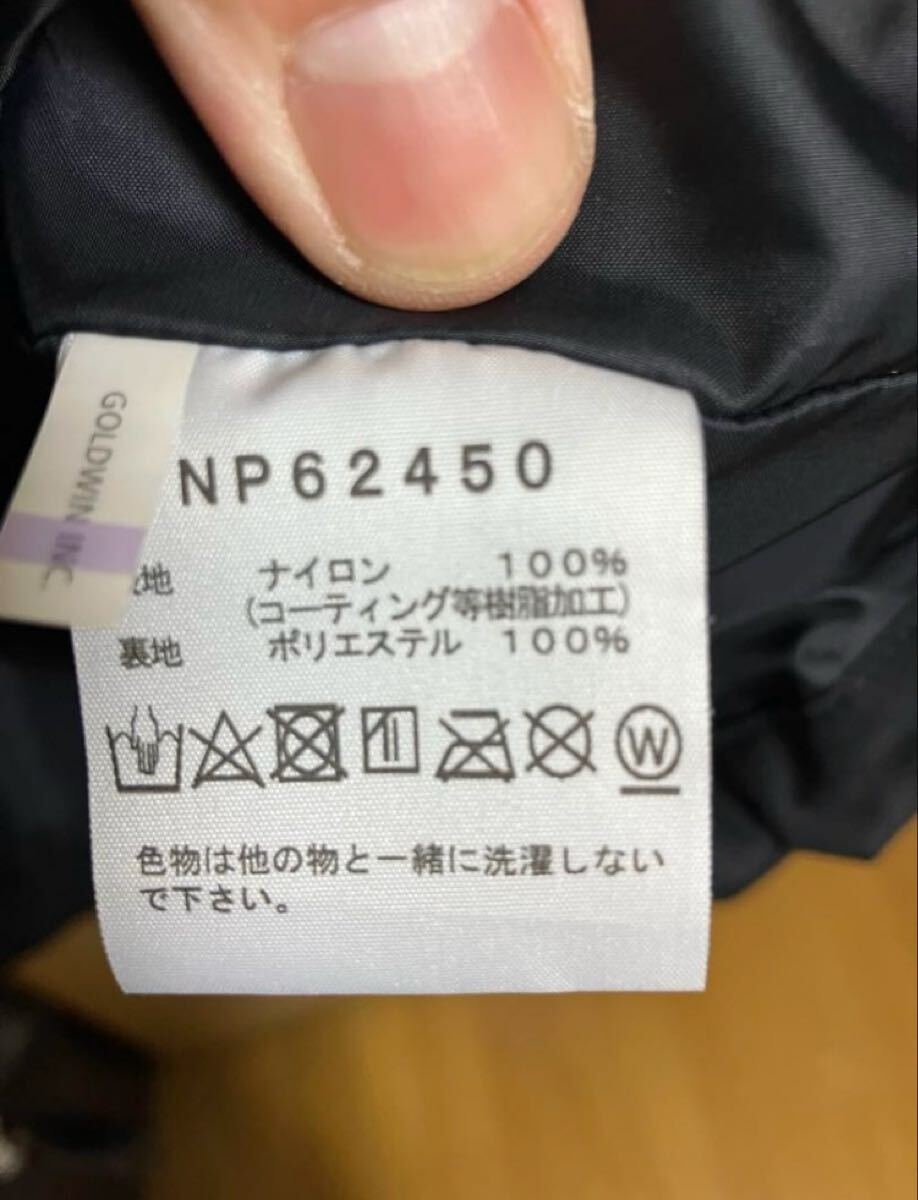 GOLDWIN INC.
NP62450
地 ナイロン 100%
(コーティング等樹脂加工)
裏地 ポリエステル 100%
W
色物は他の物と一緒に洗濯しない
で下さい。